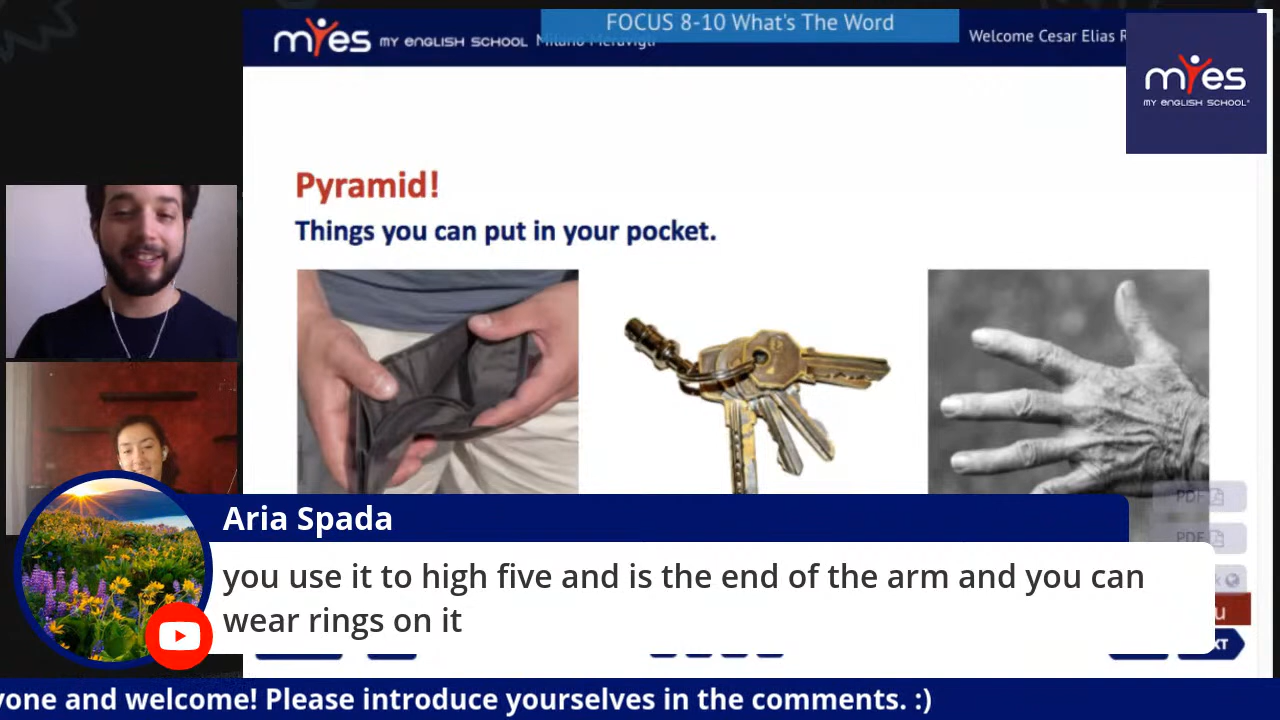 FOCUS 8-10 What's The Word
myes MY ENGLISH SCHOOL Milano Meravigli
Welcome Cesar Elias R
myes
MY ENGLISH SCHOOL
Pyramid!
Things you can put in your pocket.
PDF
PDF
Aria Spada
you use it to high five and is the end of the arm and you can
wear rings on it
u
XT
yone and welcome! Please introduce yourselves in the comments. :)